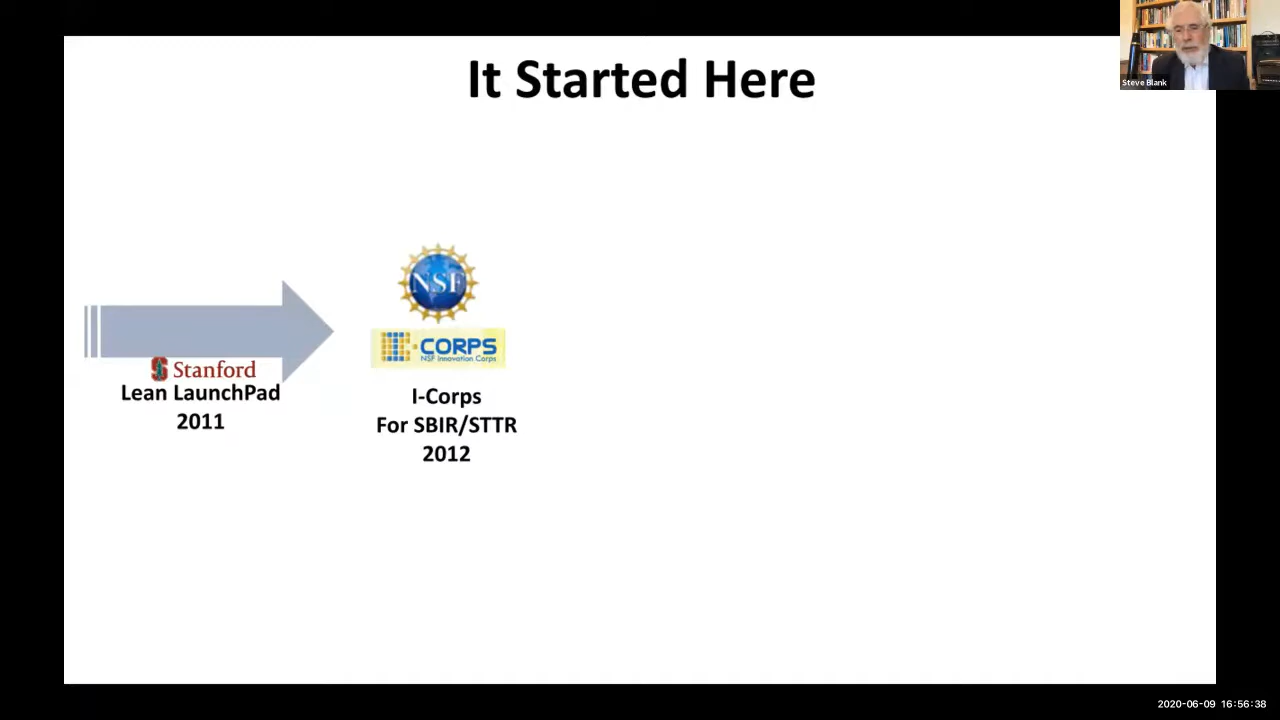 It Started Here
Steve Blank
NSF
I-CORPS
NSF Innovation Corps
Stanford
Lean LaunchPad
2011
I-Corps
For SBIR/STTR
2012
2020-06-09 16:56:38